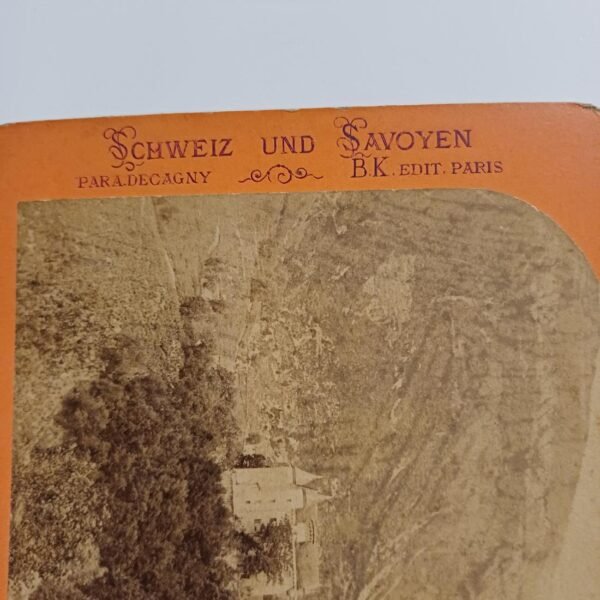 SCHWEIZ UND SAVOYEN
PARA.DECAGNY B.K. EDIT. PARIS